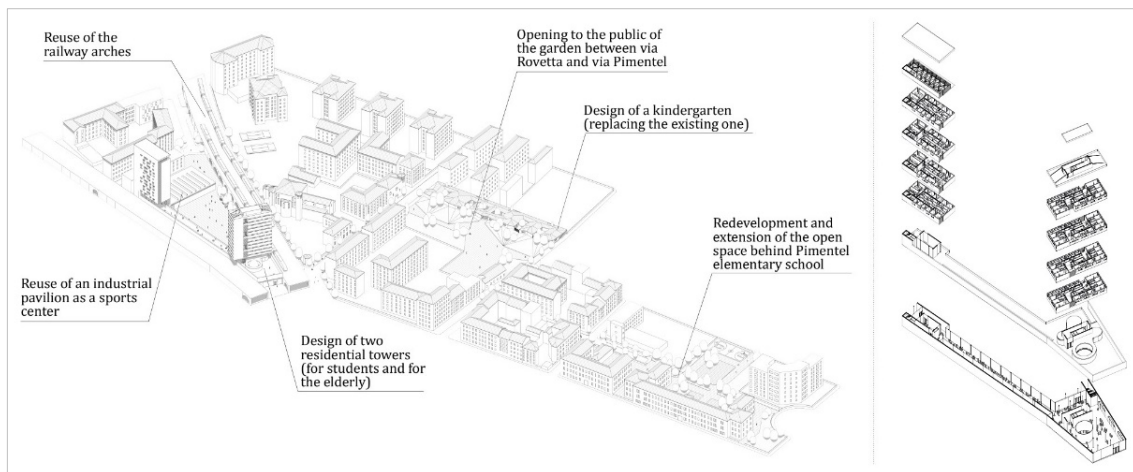 Reuse of the
railway arches
Opening to the public of
the garden between via
Rovetta and via Pimentel
Design of a kindergarten
(replacing the existing one)
Redevelopment and
extension of the open
space behind Pimentel
elementary school
Reuse of an industrial
pavilion as a sports
center
Design of two
residential towers
(for students and for
the elderly)